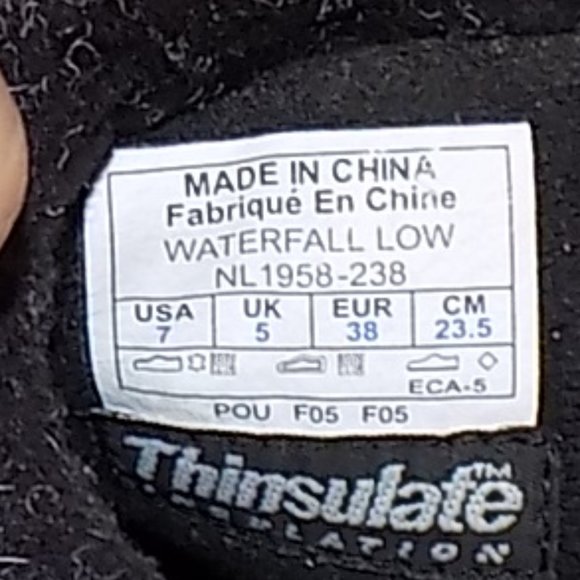 MADE IN CHINA
Fabriqué En Chine
WATERFALL LOW
NL1958-238
USA UK EUR CM
7 5 38 23.5
ECA-5
POU F05 F05
Thinsulate™
INSULATION